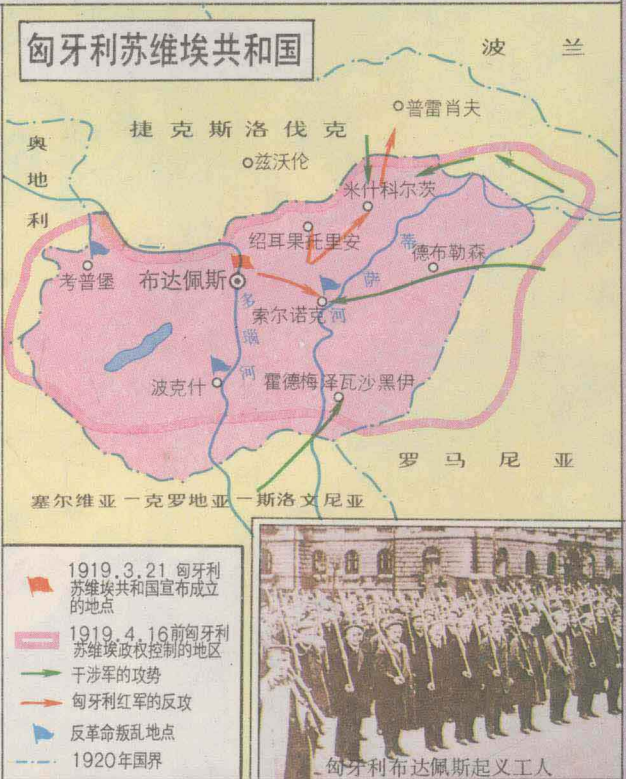 匈牙利苏维埃共和国
波兰
普雷肖夫
捷克斯洛伐克
奥地利
兹沃伦
米什科尔茨
绍耳果托里安
蒂萨河
德布勒森
考普堡
布达佩斯
索尔诺克
多瑙河
波克什
霍德梅泽瓦沙黑伊
罗马尼亚
塞尔维亚－克罗地亚－斯洛文尼亚
1919.3.21 匈牙利
苏维埃共和国宣布成立
的地点
1919.4.16前匈牙利
苏维埃政权控制的地区
干涉军的攻势
匈牙利红军的反攻
反革命叛乱地点
1920年国界
匈牙利布达佩斯起义工人